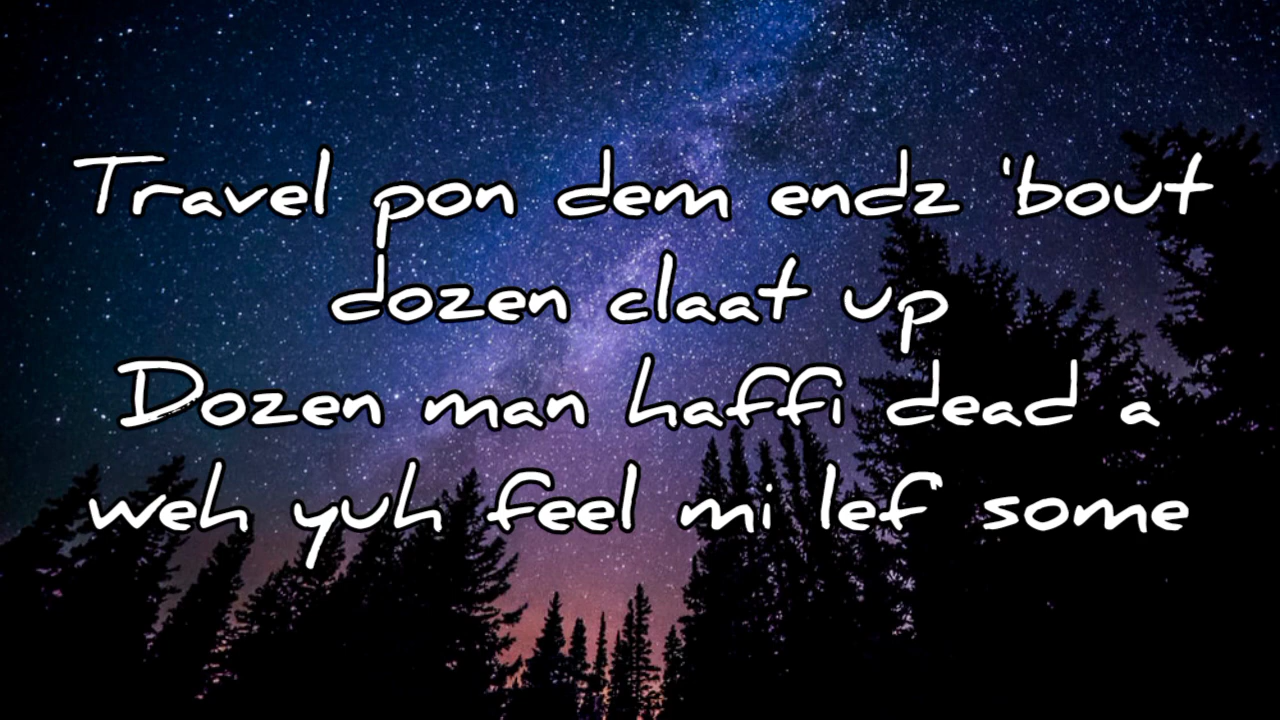 Travel pon dem endz 'bout
dozen claat up
Dozen man haffi dead a
weh yuh feel mi lef some